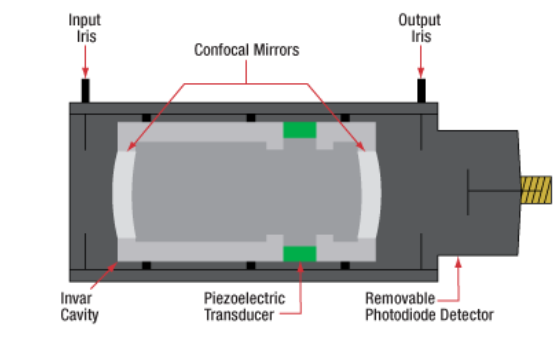 Input
Iris
Output
Iris
Confocal Mirrors
Invar
Cavity
Piezoelectric
Transducer
Removable
Photodiode Detector